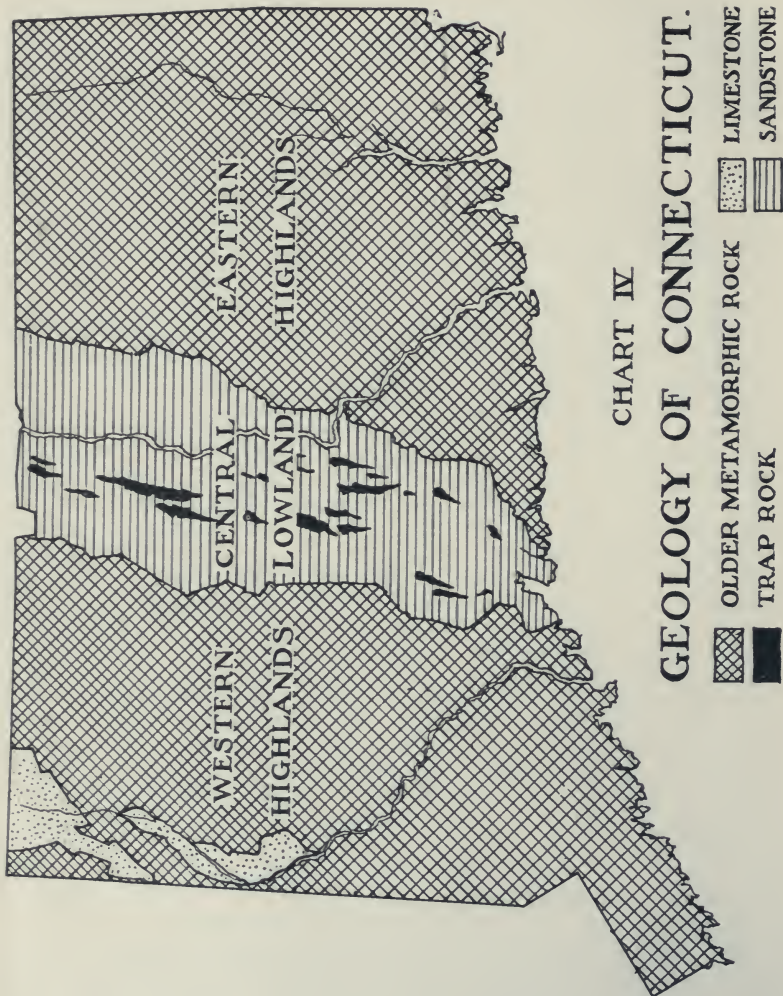 WESTERN
HIGHLANDS
CENTRAL
LOWLAND
EASTERN
HIGHLANDS
CHART IV
GEOLOGY OF CONNECTICUT.
OLDER METAMORPHIC ROCK
LIMESTONE
TRAP ROCK
SANDSTONE